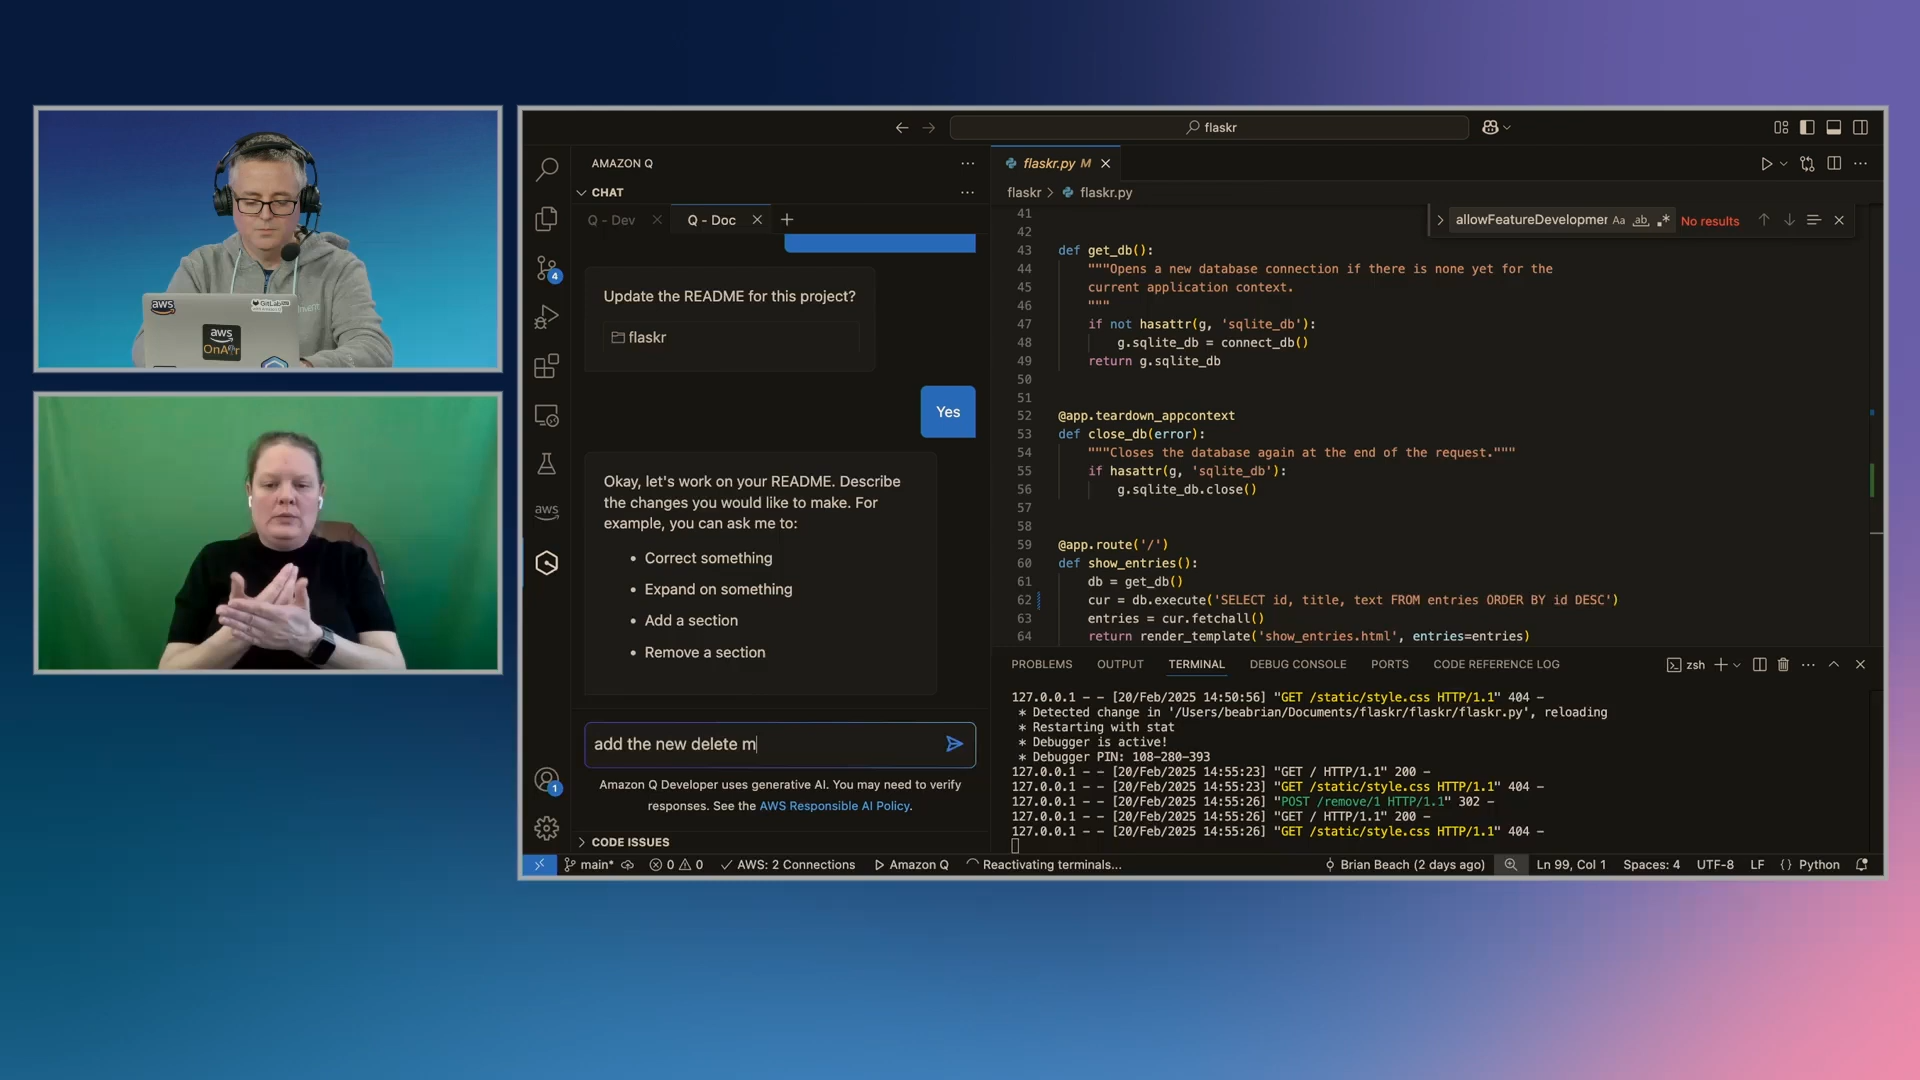 aws
GitLab
aws
OnAir
flaskr
AMAZON Q
CHAT
Q - Dev
Q - Doc
Update the README for this project?
flaskr
Yes
Okay, let's work on your README. Describe
the changes you would like to make. For
example, you can ask me to:
• Correct something
• Expand on something
• Add a section
• Remove a section
add the new delete m
Amazon Q Developer uses generative AI. You may need to verify
responses. See the AWS Responsible AI Policy.
CODE ISSUES
4
aws
1
flaskr.py M
flaskr > flaskr.py
allowFeatureDevelopmer Aa ab No results
41
42
43 def get_db():
44 """Opens a new database connection if there is none yet for the
45 current application context.
46 """
47 if not hasattr(g, 'sqlite_db'):
48 g.sqlite_db = connect_db()
49 return g.sqlite_db
50
51
52 @app.teardown_appcontext
53 def close_db(error):
54 """Closes the database again at the end of the request."""
55 if hasattr(g, 'sqlite_db'):
56 g.sqlite_db.close()
57
58
59 @app.route('/')
60 def show_entries():
61 db = get_db()
62 cur = db.execute('SELECT id, title, text FROM entries ORDER BY id DESC')
63 entries = cur.fetchall()
64 return render_template('show_entries.html', entries=entries)
PROBLEMS OUTPUT TERMINAL DEBUG CONSOLE PORTS CODE REFERENCE LOG zsh
127.0.0.1 - - [20/Feb/2025 14:50:56] "GET /static/style.css HTTP/1.1" 404 -
* Detected change in '/Users/beabrian/Documents/flaskr/flaskr/flaskr.py', reloading
* Restarting with stat
* Debugger is active!
* Debugger PIN: 108-280-393
127.0.0.1 - - [20/Feb/2025 14:55:23] "GET / HTTP/1.1" 200 -
127.0.0.1 - - [20/Feb/2025 14:55:23] "GET /static/style.css HTTP/1.1" 404 -
127.0.0.1 - - [20/Feb/2025 14:55:26] "POST /remove/1 HTTP/1.1" 302 -
127.0.0.1 - - [20/Feb/2025 14:55:26] "GET / HTTP/1.1" 200 -
127.0.0.1 - - [20/Feb/2025 14:55:26] "GET /static/style.css HTTP/1.1" 404 -
main* 0 0 AWS: 2 Connections Amazon Q Reactivating terminals... Brian Beach (2 days ago) Ln 99, Col 1 Spaces: 4 UTF-8 LF {} Python